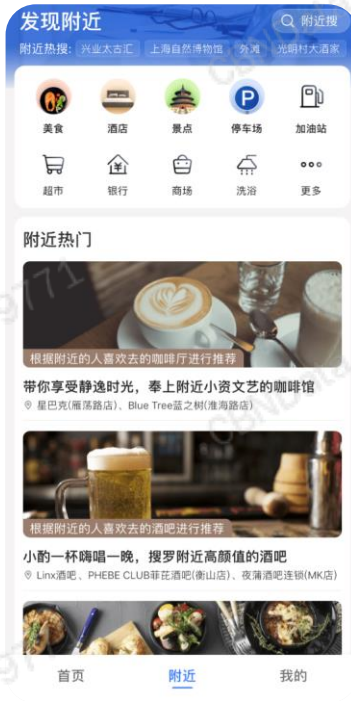 发现附近
附近搜
附近热搜: 兴业太古汇 上海自然博物馆 外滩 光明村大酒家
美食 酒店 景点 停车场 加油站
超市 银行 商场 洗浴 更多
附近热门
根据附近的人喜欢去的咖啡厅进行推荐
带你享受静逸时光，奉上附近小资文艺的咖啡馆
星巴克(雁荡路店)、Blue Tree蓝之树(淮海路店)
根据附近的人喜欢去的酒吧进行推荐
小酌一杯嗨唱一晚，搜罗附近高颜值的酒吧
Linx酒吧、PHEBE CLUB菲芘酒吧(衡山店)、夜蒲酒吧连锁(MK店)
首页 附近 我的